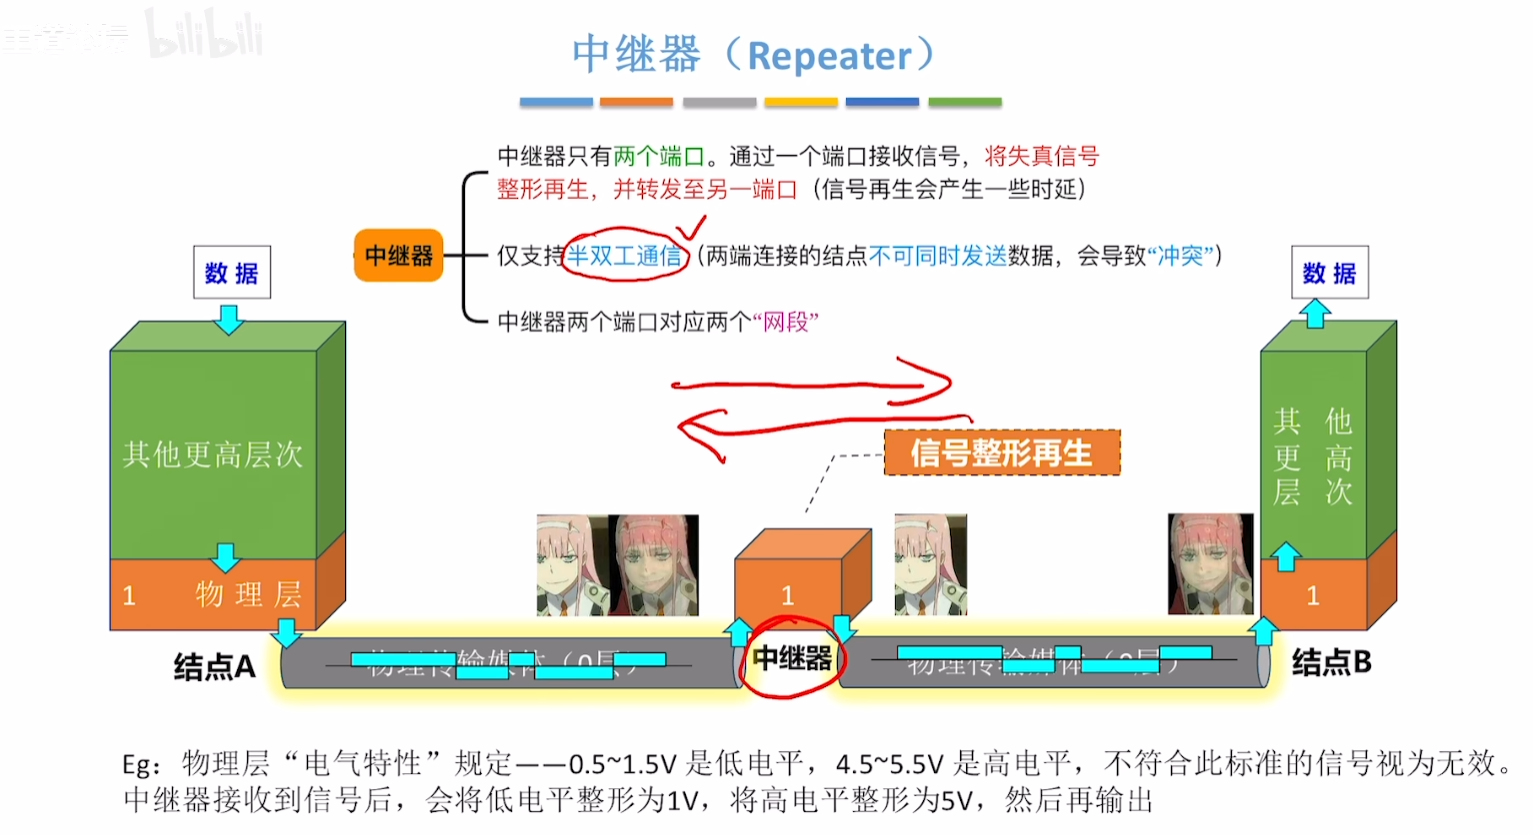 bilibili
中继器（Repeater）
中继器只有两个端口。通过一个端口接收信号，将失真信号
整形再生，并转发至另一端口（信号再生会产生一些时延）
中继器
仅支持半双工通信（两端连接的结点不可同时发送数据，会导致“冲突”）
中继器两个端口对应两个“网段”
数 据
数 据
其他更高层次
其 他
更 高
层 次
信号整形再生
1 物 理 层
1
1
结点A
物理传输媒体（0层）
中继器
物理传输媒体（0层）
结点B
Eg：物理层“电气特性”规定——0.5~1.5V 是低电平，4.5~5.5V 是高电平，不符合此标准的信号视为无效。
中继器接收到信号后，会将低电平整形为1V，将高电平整形为5V，然后再输出